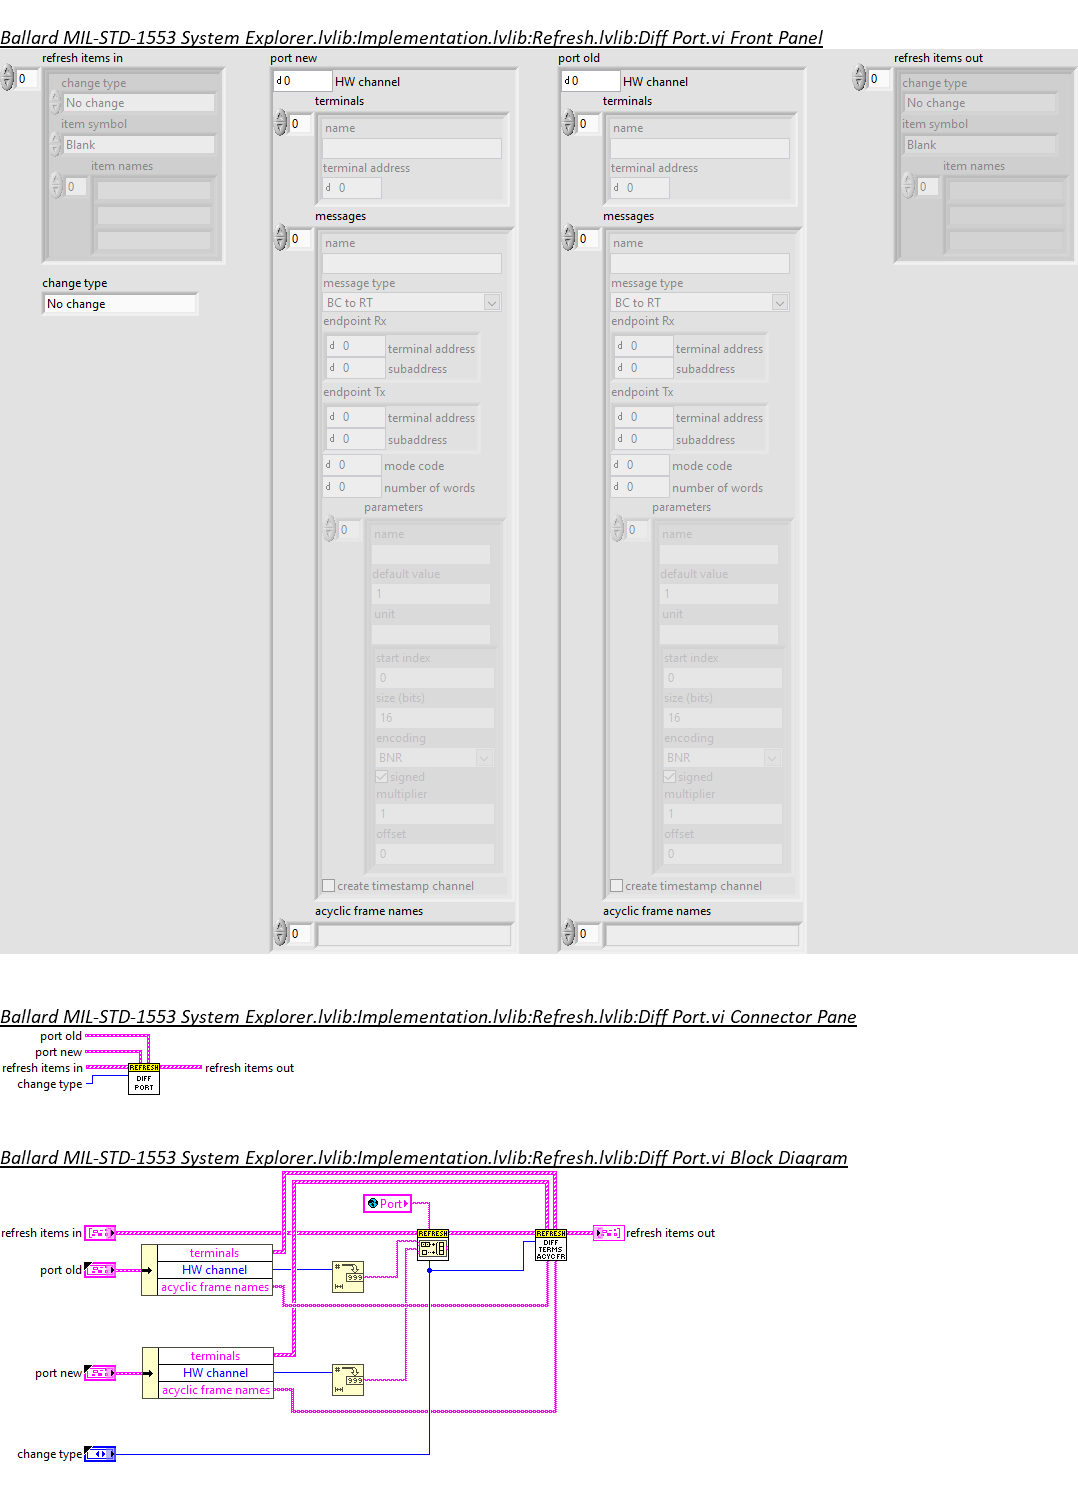 Ballard MIL-STD-1553 System Explorer.lvlib:Implementation.lvlib:Refresh.lvlib:Diff Port.vi Front Panel
refresh items in
0
change type
No change
item symbol
Blank
item names
0
change type
No change
port new
d 0 HW channel
terminals
0
name
terminal address
d 0
messages
0
name
message type
BC to RT
endpoint Rx
d 0 terminal address
d 0 subaddress
endpoint Tx
d 0 terminal address
d 0 subaddress
d 0 mode code
d 0 number of words
parameters
0
name
default value
1
unit
start index
0
size (bits)
16
encoding
BNR
signed
multiplier
1
offset
0
create timestamp channel
acyclic frame names
0
port old
d 0 HW channel
terminals
0
name
terminal address
d 0
messages
0
name
message type
BC to RT
endpoint Rx
d 0 terminal address
d 0 subaddress
endpoint Tx
d 0 terminal address
d 0 subaddress
d 0 mode code
d 0 number of words
parameters
0
name
default value
1
unit
start index
0
size (bits)
16
encoding
BNR
signed
multiplier
1
offset
0
create timestamp channel
acyclic frame names
0
refresh items out
0
change type
No change
item symbol
Blank
item names
0
Ballard MIL-STD-1553 System Explorer.lvlib:Implementation.lvlib:Refresh.lvlib:Diff Port.vi Connector Pane
port old
port new
refresh items in
change type
REFRESH
DIFF
PORT
refresh items out
Ballard MIL-STD-1553 System Explorer.lvlib:Implementation.lvlib:Refresh.lvlib:Diff Port.vi Block Diagram
Port
refresh items in
REFRESH
REFRESH
DIFF
TERMS
ACYCFR
refresh items out
port old
terminals
HW channel
acyclic frame names
#
999
port new
terminals
HW channel
acyclic frame names
#
999
change type